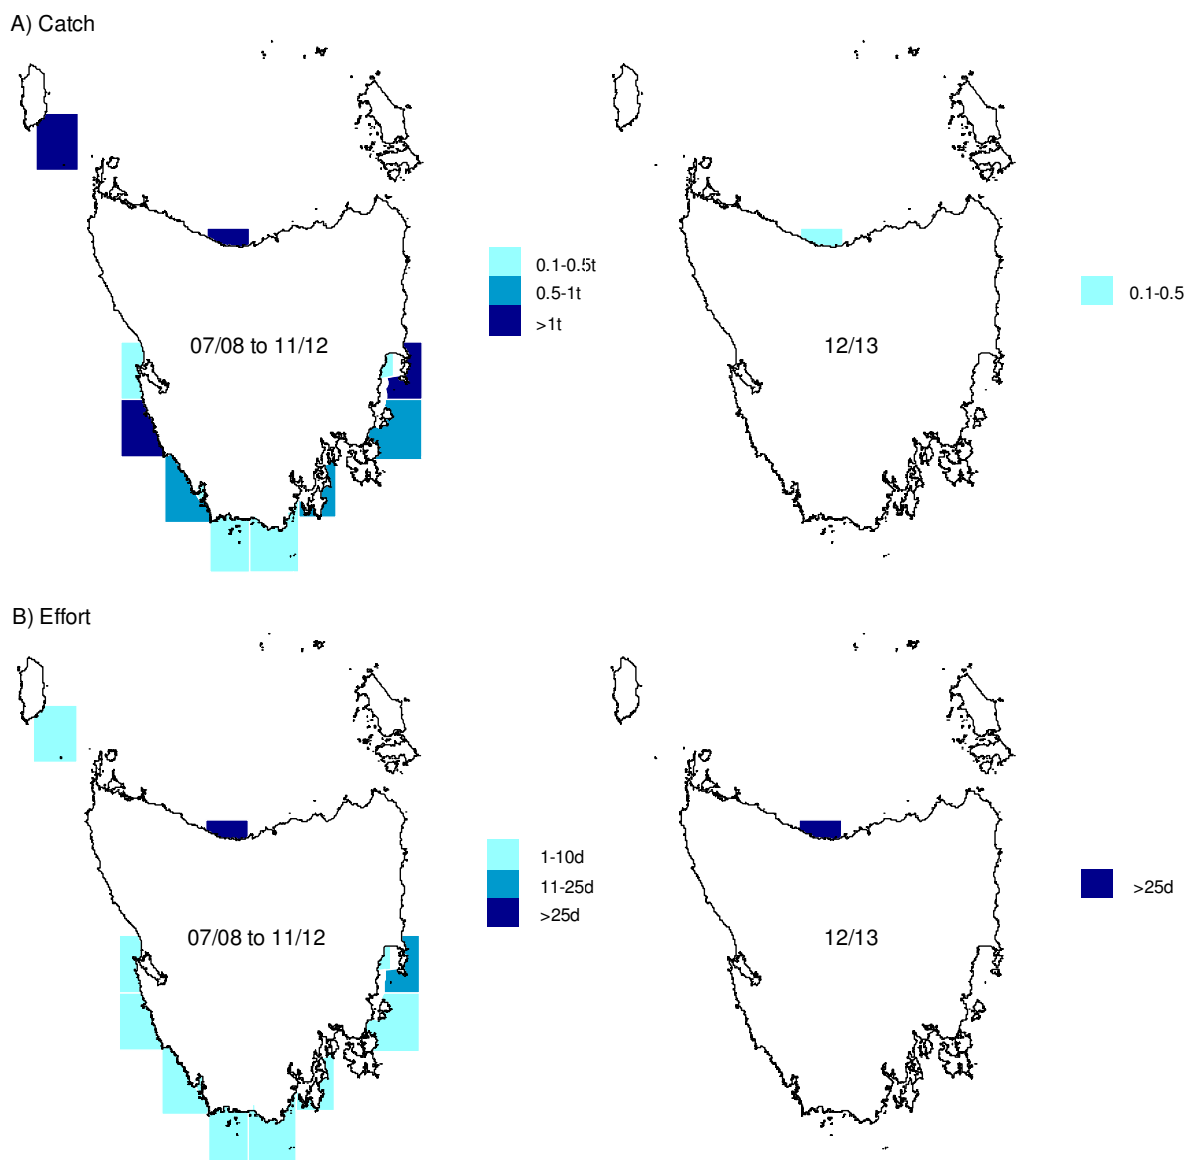 A) Catch
0.1-0.5t
0.5-1t
>1t
07/08 to 11/12
0.1-0.5
12/13
B) Effort
1-10d
11-25d
>25d
07/08 to 11/12
>25d
12/13